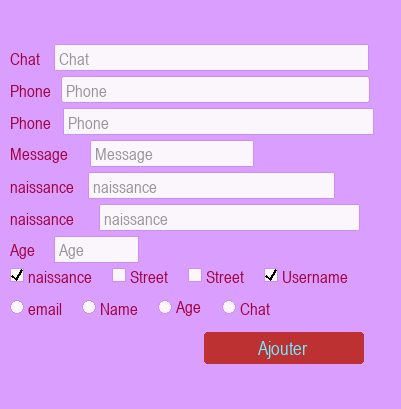 Chat Chat
Phone Phone
Phone Phone
Message Message
naissance naissance
naissance naissance
Age Age
naissance Street Street Username
email Name Age Chat
Ajouter